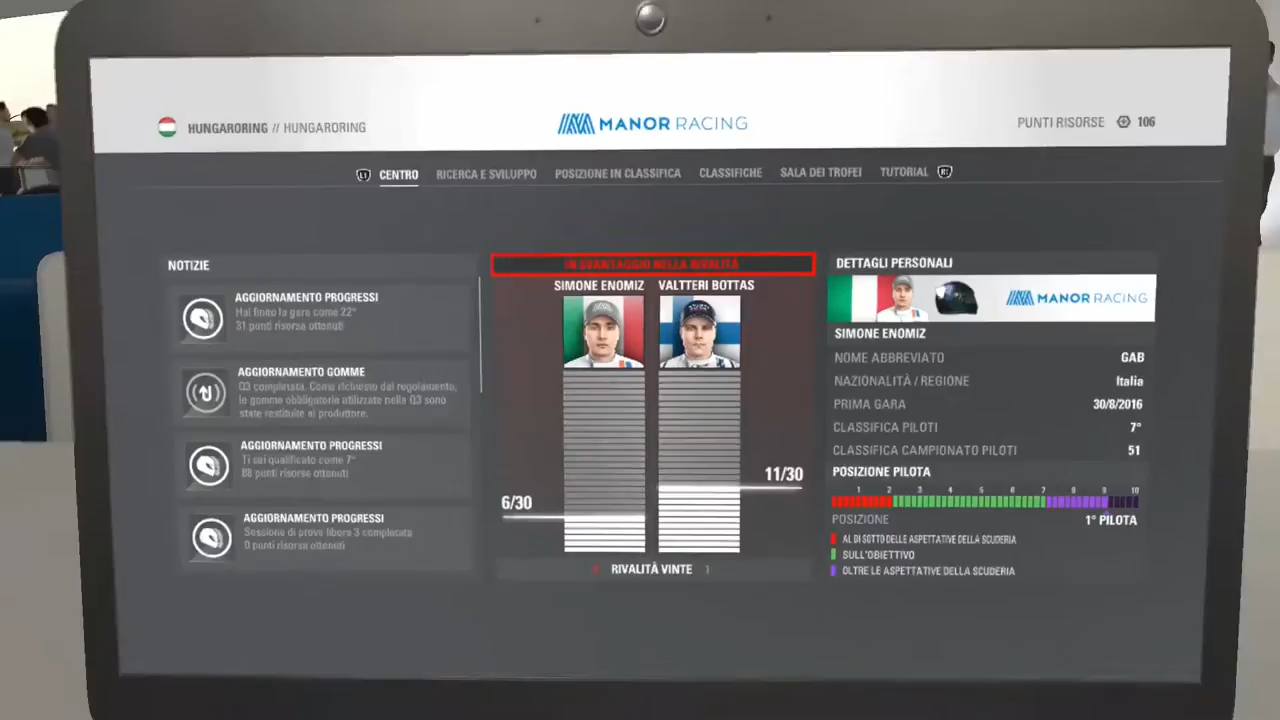 HUNGARORING // HUNGARORING
MANOR RACING
PUNTI RISORSE 106
L1 CENTRO RICERCA E SVILUPPO POSIZIONE IN CLASSIFICA CLASSIFICHE SALA DEI TROFEI TUTORIAL R1
NOTIZIE
AGGIORNAMENTO PROGRESSI
Hai finito la gara come 22°
31 punti risorsa ottenuti
AGGIORNAMENTO GOMME
Q3 completata. Come richiesto dal regolamento,
le gomme obbligatorie utilizzate nella Q3 sono
state restituite al produttore.
AGGIORNAMENTO PROGRESSI
Ti sei qualificato come 7°
88 punti risorsa ottenuti
AGGIORNAMENTO PROGRESSI
Sessione di prove libere 3 completata
0 punti risorsa ottenuti
IN SVANTAGGIO NELLA RIVALITÀ
SIMONE ENOMIZ VALTTERI BOTTAS
11/30
6/30
RIVALITÀ VINTE
DETTAGLI PERSONALI
MANOR RACING
SIMONE ENOMIZ
NOME ABBREVIATO GAB
NAZIONALITÀ / REGIONE Italia
PRIMA GARA 30/8/2016
CLASSIFICA PILOTI 7°
CLASSIFICA CAMPIONATO PILOTI 51
POSIZIONE PILOTA
1 2 3 4 5 6 7 8 9 10
POSIZIONE 1° PILOTA
AL DI SOTTO DELLE ASPETTATIVE DELLA SCUDERIA
SULL'OBIETTIVO
OLTRE LE ASPETTATIVE DELLA SCUDERIA